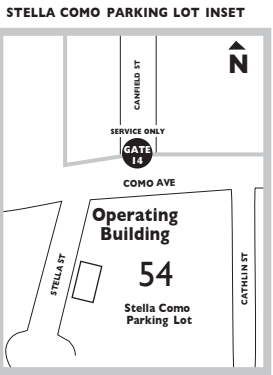 STELLA COMO PARKING LOT INSET
N
CANFIELD ST
SERVICE ONLY
GATE
14
COMO AVE
Operating
Building
54
STELLA ST
CATHLIN ST
Stella Como
Parking Lot